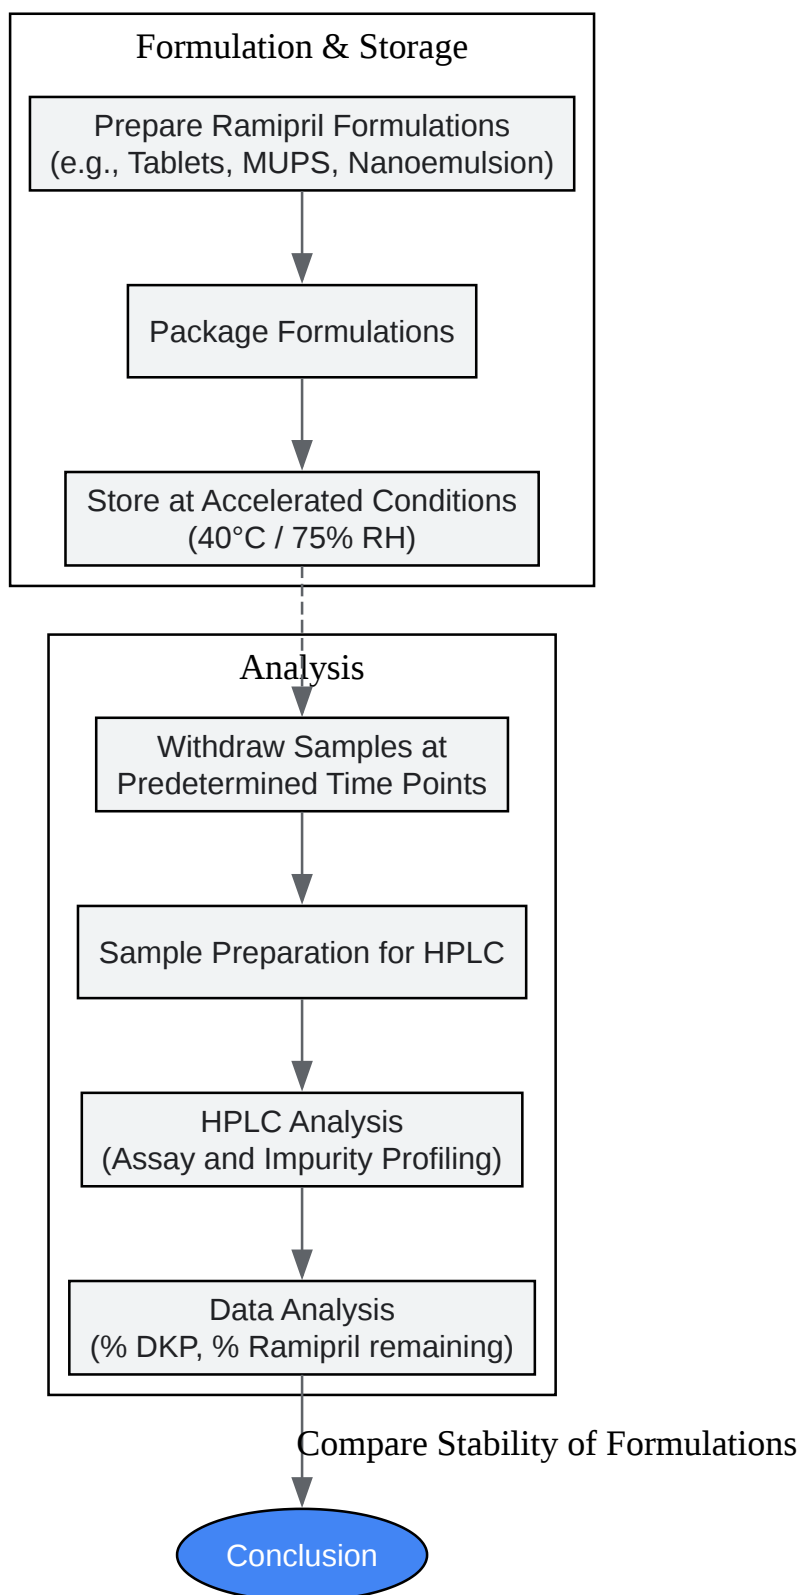 Formulation & Storage
Prepare Ramipril Formulations
(e.g., Tablets, MUPS, Nanoemulsion)
Package Formulations
Store at Accelerated Conditions
(40°C / 75% RH)
Analysis
Withdraw Samples at
Predetermined Time Points
Sample Preparation for HPLC
HPLC Analysis
(Assay and Impurity Profiling)
Data Analysis
(% DKP, % Ramipril remaining)
Compare Stability of Formulations
Conclusion